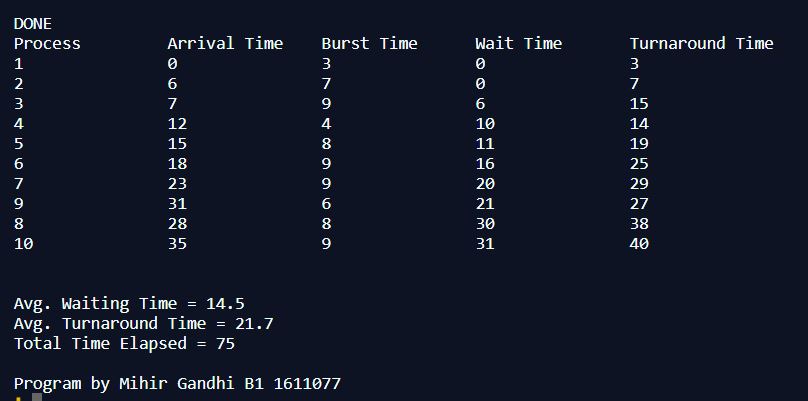 DONE
Process Arrival Time Burst Time Wait Time Turnaround Time
1 0 3 0 3
2 6 7 0 7
3 7 9 6 15
4 12 4 10 14
5 15 8 11 19
6 18 9 16 25
7 23 9 20 29
9 31 6 21 27
8 28 8 30 38
10 35 9 31 40
Avg. Waiting Time = 14.5
Avg. Turnaround Time = 21.7
Total Time Elapsed = 75
Program by Mihir Gandhi B1 1611077